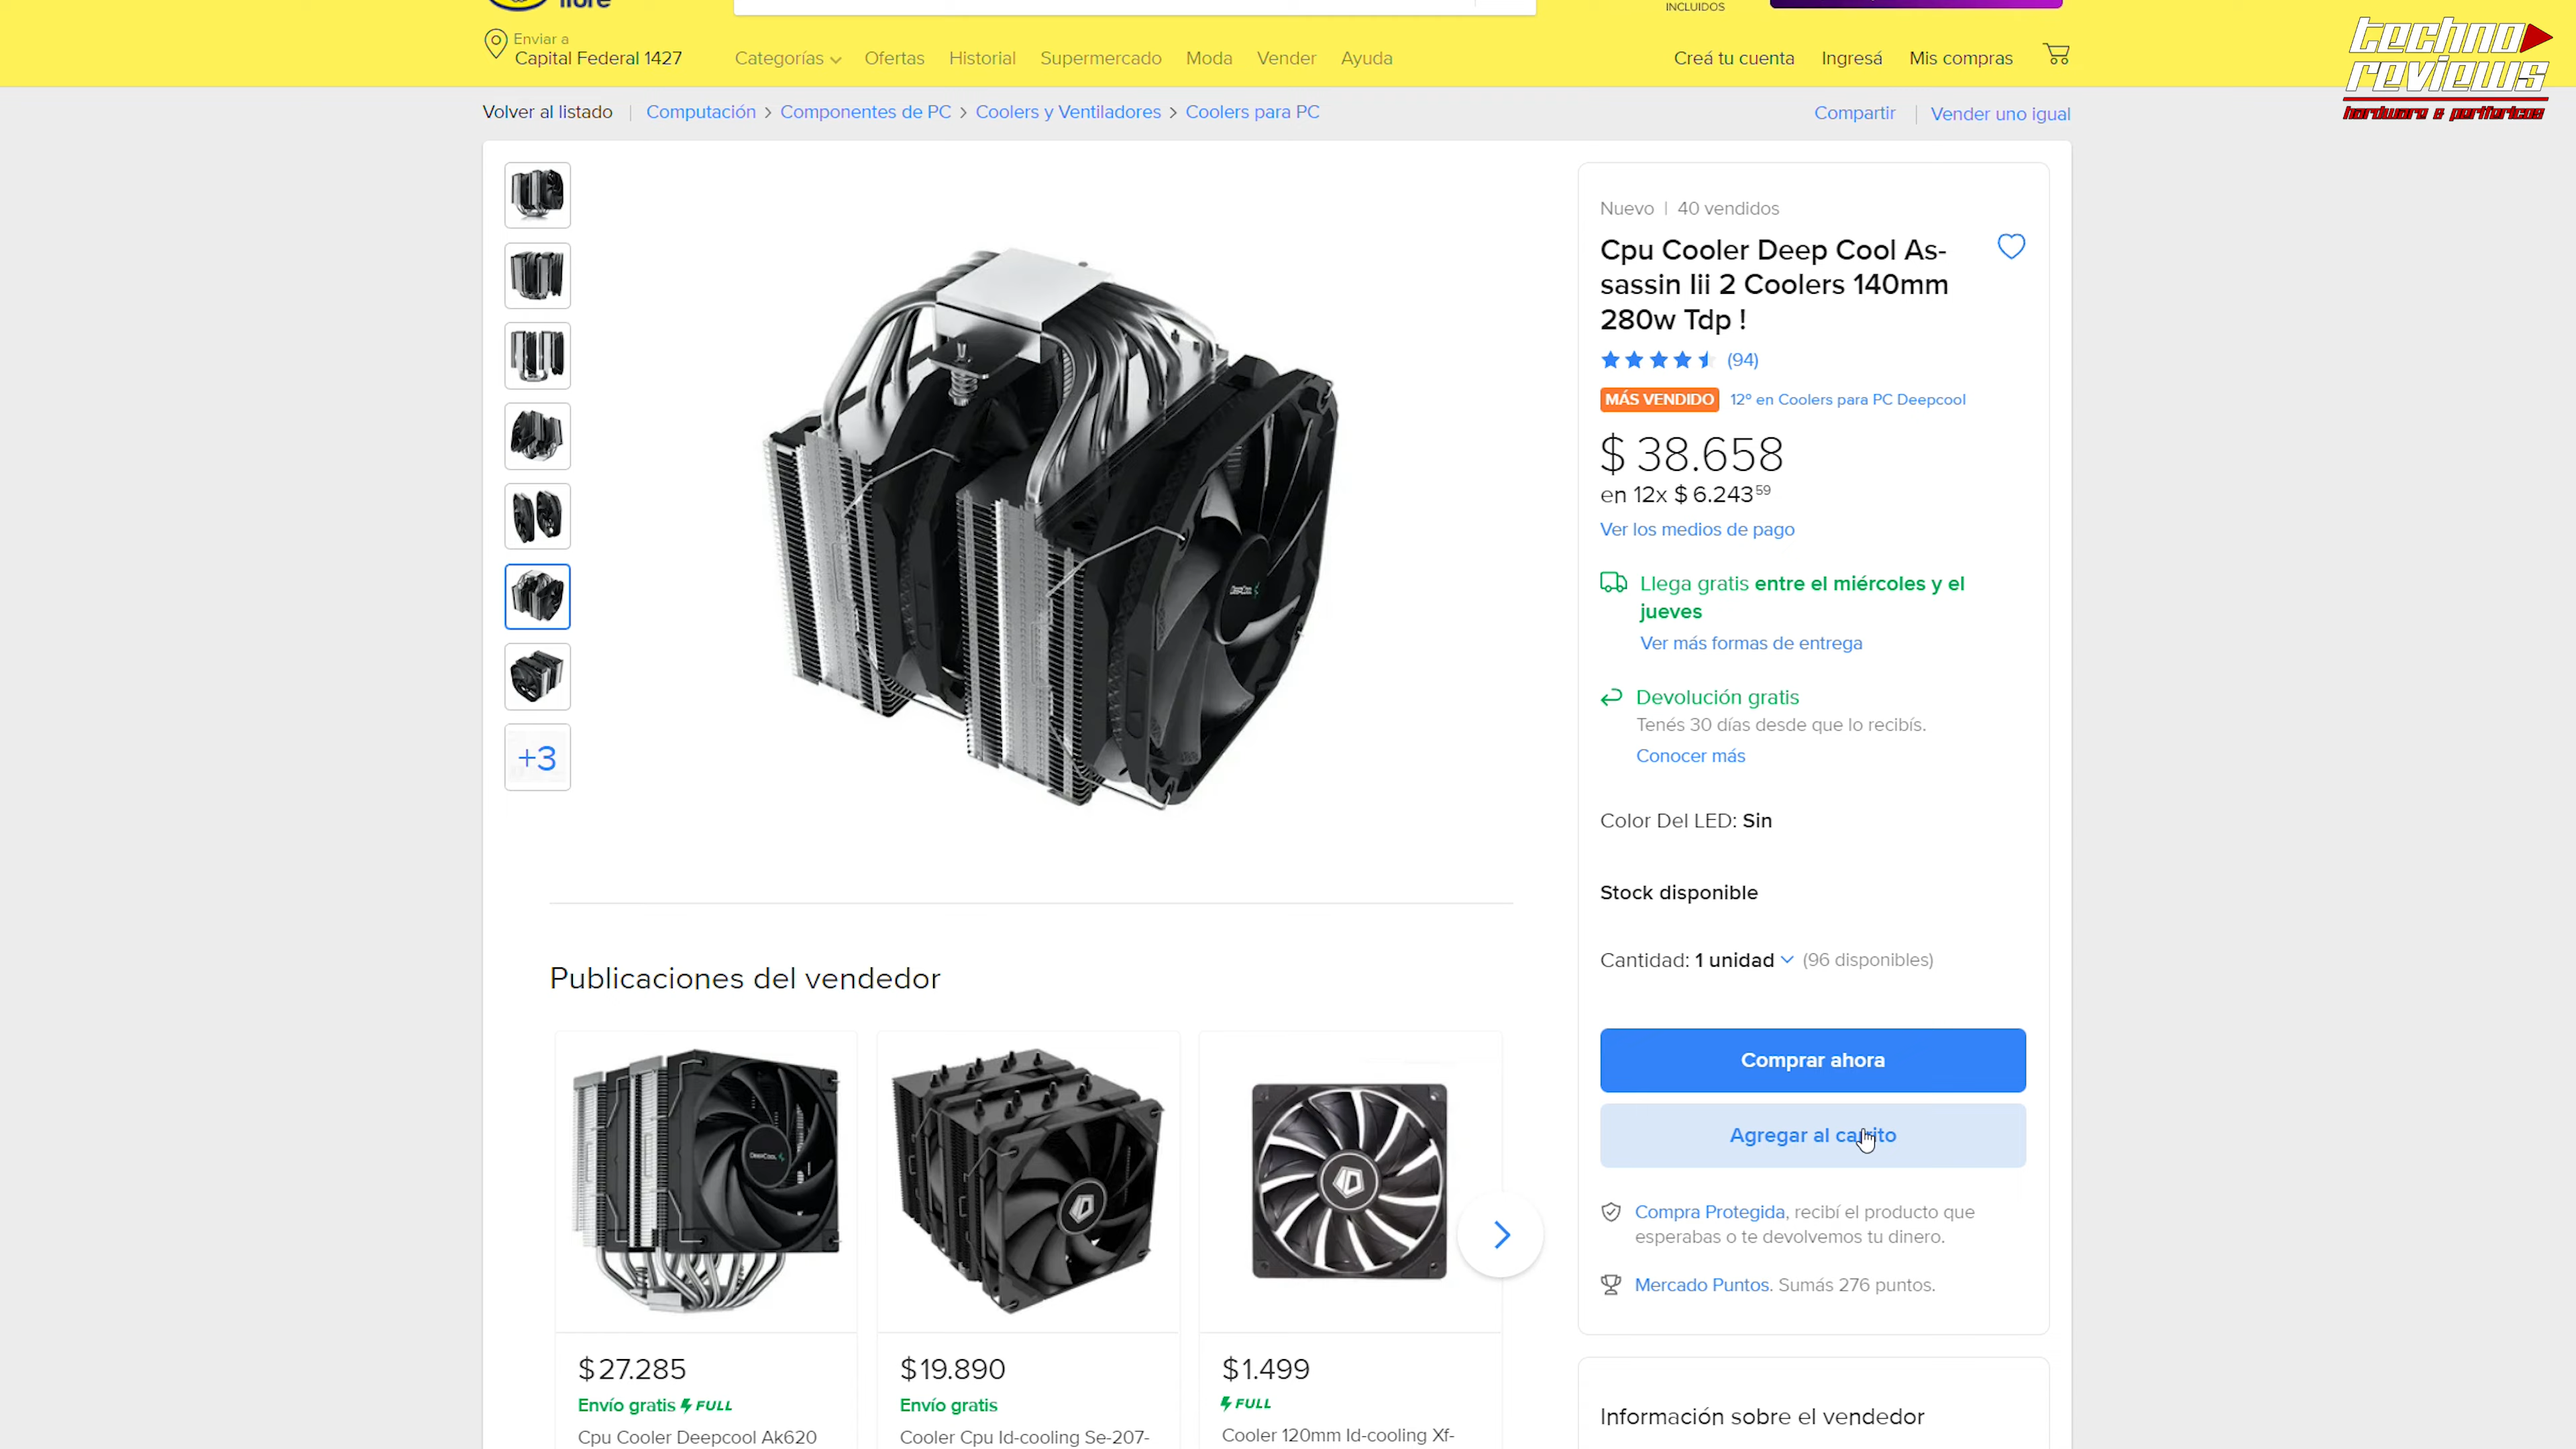 libre
INCLUIDOS
Enviar a
Capital Federal 1427
Categorías
Ofertas
Historial
Supermercado
Moda
Vender
Ayuda
Creá tu cuenta
Ingresá
Mis compras
techno
reviews
hardware & perifericos
Volver al listado | Computación > Componentes de PC > Coolers y Ventiladores > Coolers para PC
Compartir | Vender uno igual
+3
Nuevo | 40 vendidos
Cpu Cooler Deep Cool As-
sassin Iii 2 Coolers 140mm
280w Tdp !
(94)
MÁS VENDIDO 12º en Coolers para PC Deepcool
$ 38.658
en 12x $ 6.243 59
Ver los medios de pago
Llega gratis entre el miércoles y el
jueves
Ver más formas de entrega
Devolución gratis
Tenés 30 días desde que lo recibís.
Conocer más
Color Del LED: Sin
Stock disponible
Cantidad: 1 unidad (96 disponibles)
Comprar ahora
Agregar al carrito
Compra Protegida, recibí el producto que
esperabas o te devolvemos tu dinero.
Mercado Puntos. Sumás 276 puntos.
Información sobre el vendedor
DEEPCOOL
Publicaciones del vendedor
DEEPCOOL
$ 27.285
Envío gratis FULL
Cpu Cooler Deepcool Ak620
$ 19.890
Envío gratis
Cooler Cpu Id-cooling Se-207-
$ 1.499
FULL
Cooler 120mm Id-cooling Xf-